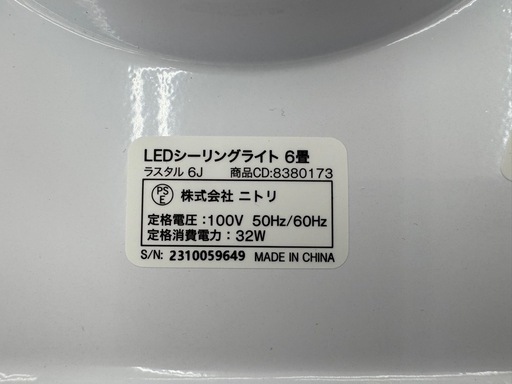 LEDシーリングライト 6畳
ラスタル 6J 商品CD:8380173
PSE 株式会社 ニトリ
定格電圧:100V 50Hz/60Hz
定格消費電力:32W
S/N: 2310059649 MADE IN CHINA